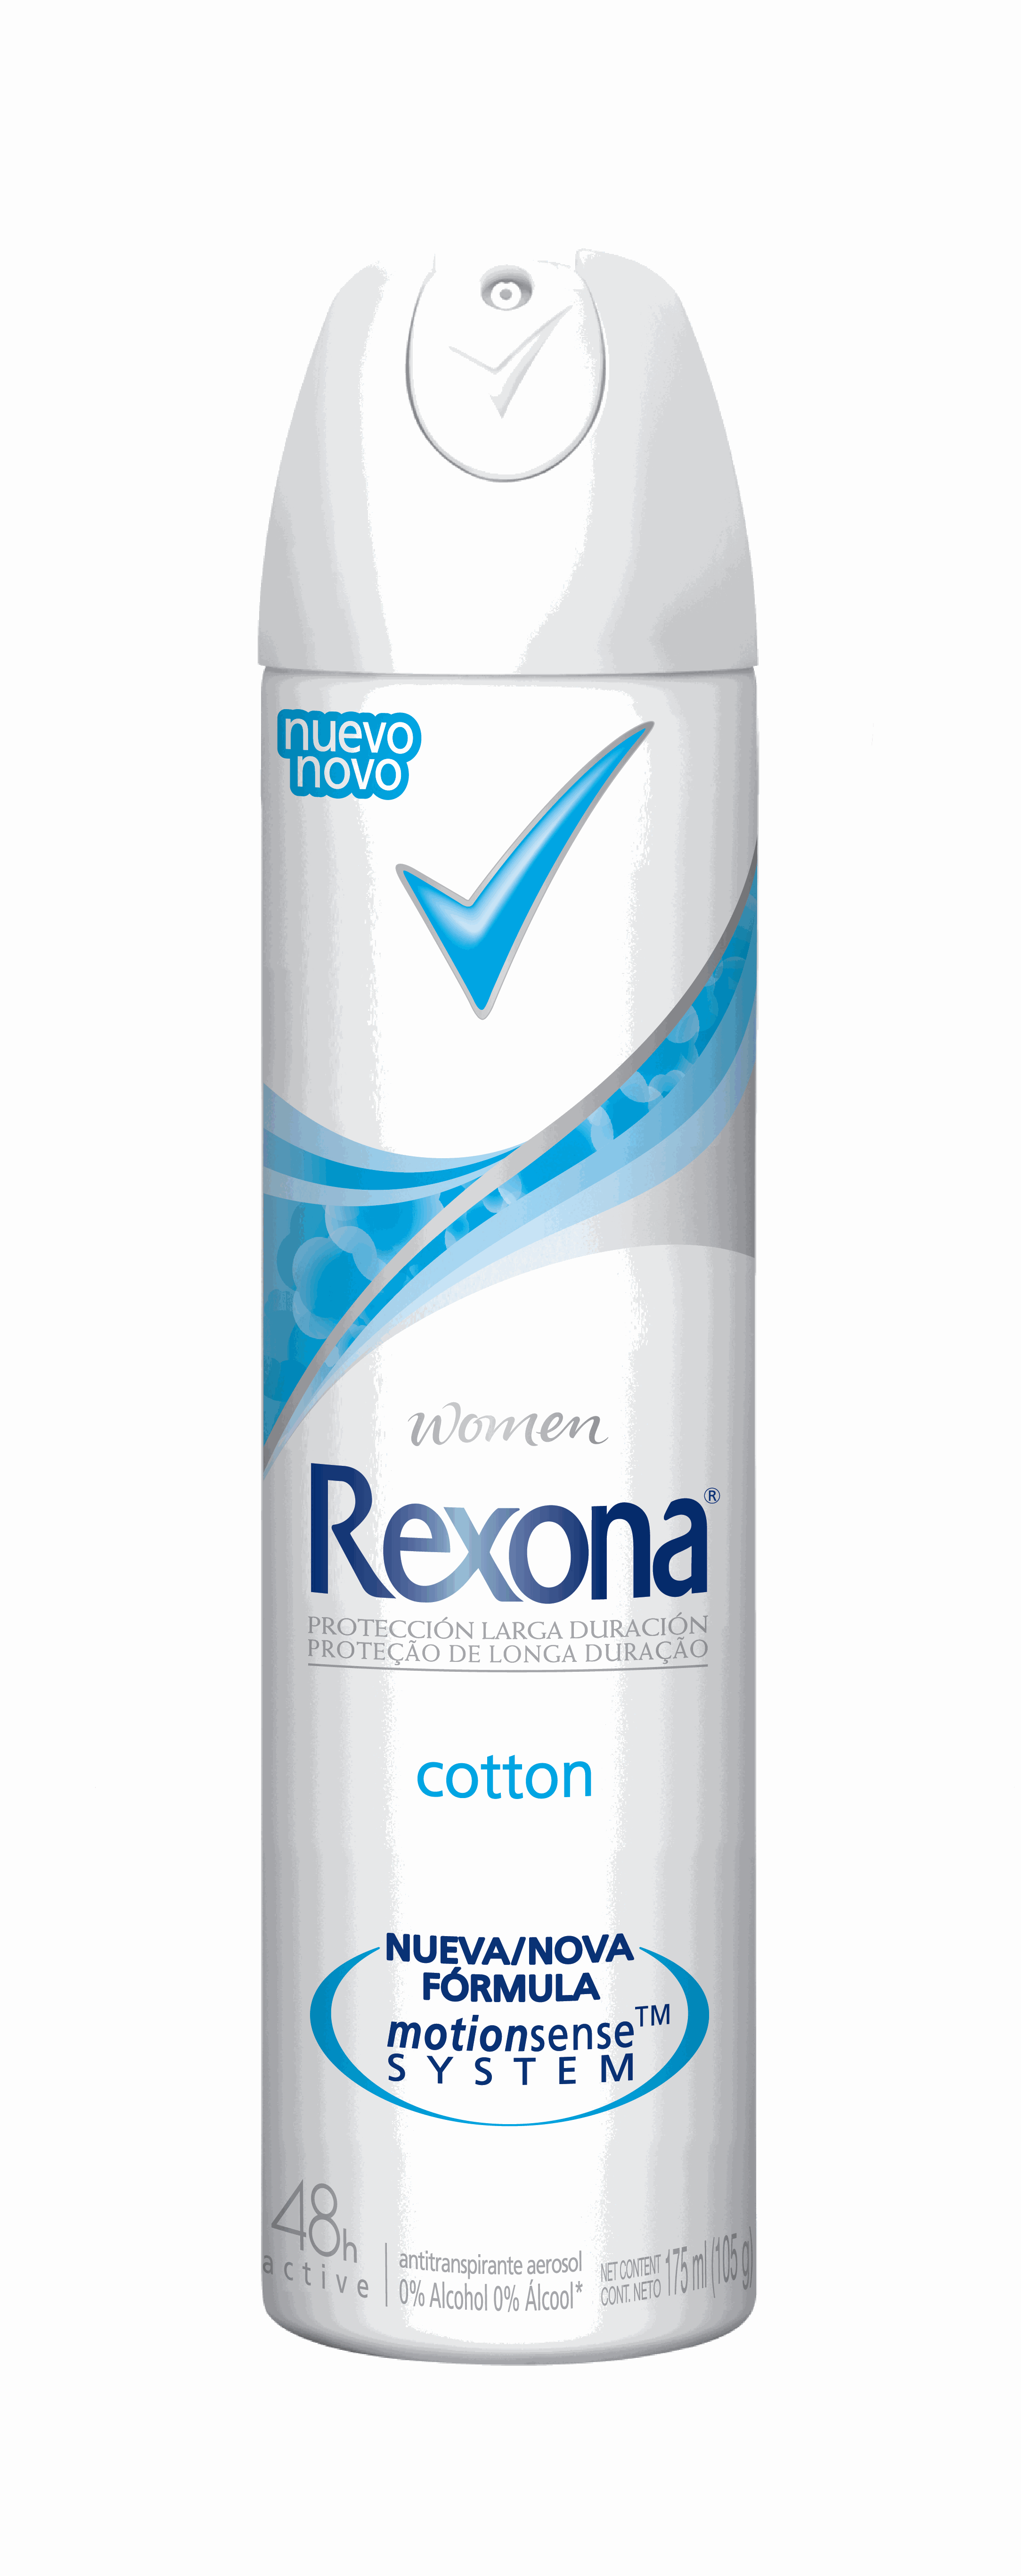 nuevo
novo
women
Rexona®
PROTECCIÓN LARGA DURACIÓN
PROTEÇÃO DE LONGA DURAÇÃO
cotton
NUEVA/NOVA
FÓRMULA
motionsense™
SYSTEM
48h
active
antitranspirante aerosol
0% Alcohol 0% Álcool*
NET CONTENT
CONT. NETO
175 ml (105 g)